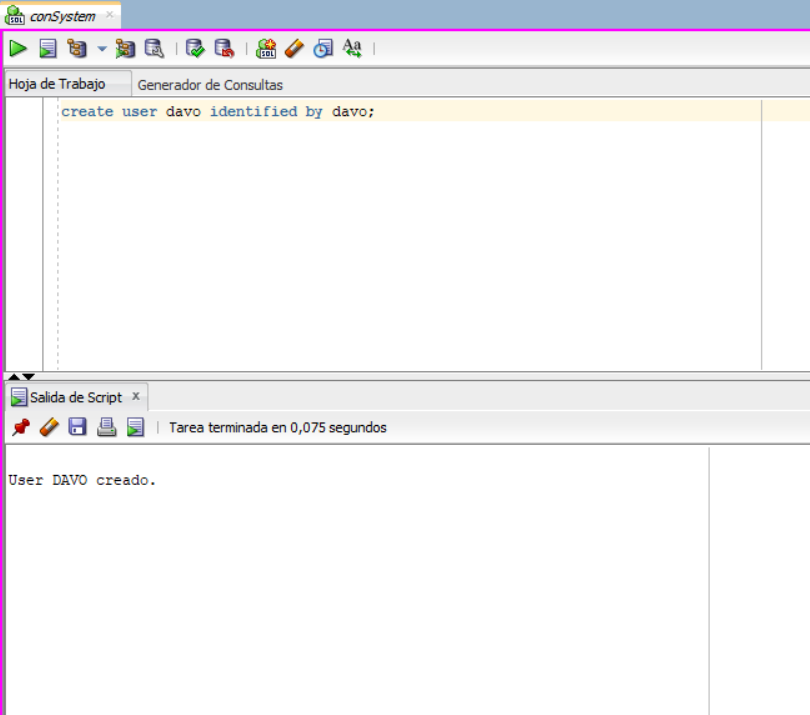 conSystem
Hoja de Trabajo
Generador de Consultas
create user davo identified by davo;
Salida de Script
Tarea terminada en 0,075 segundos
User DAVO creado.